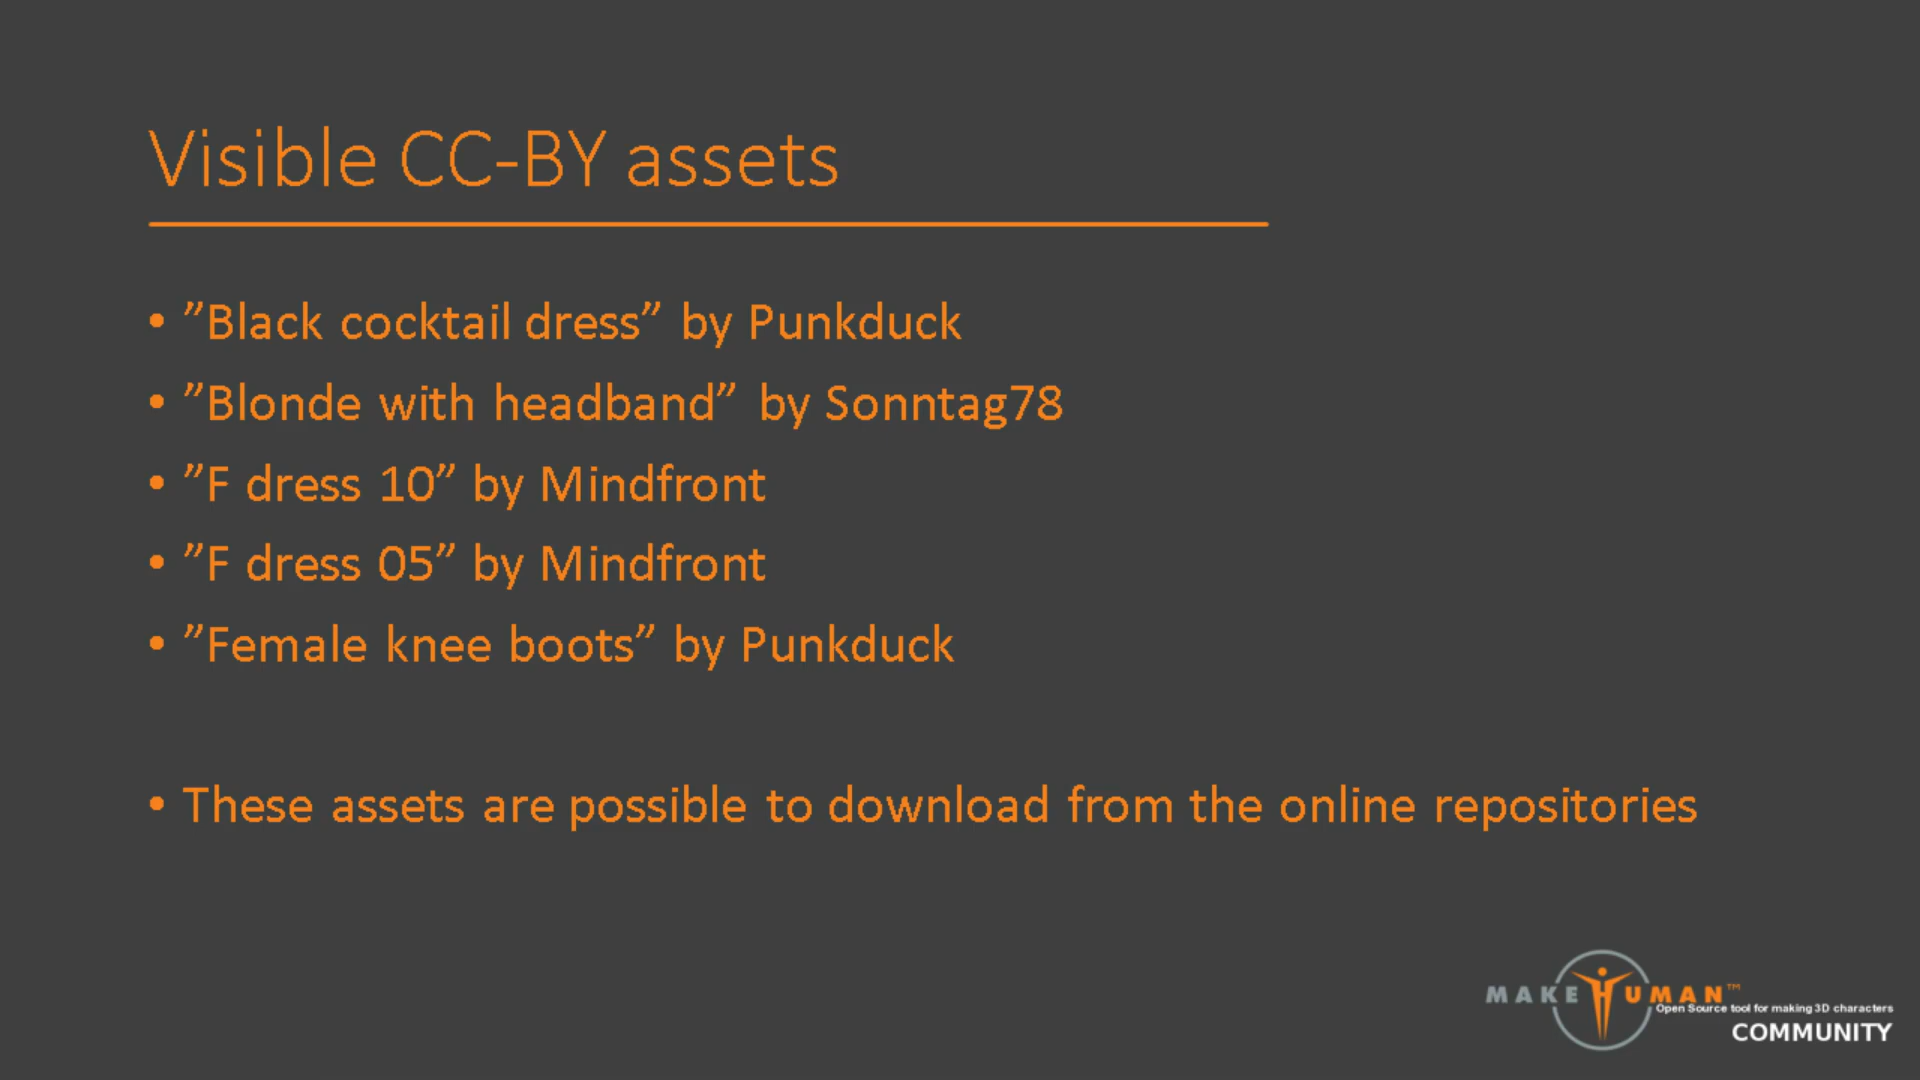 Visible CC-BY assets
• ”Black cocktail dress” by Punkduck
• ”Blonde with headband” by Sonntag78
• ”F dress 10” by Mindfront
• ”F dress 05” by Mindfront
• ”Female knee boots” by Punkduck
• These assets are possible to download from the online repositories
MAKEHUMAN™
Open Source tool for making 3D characters
COMMUNITY